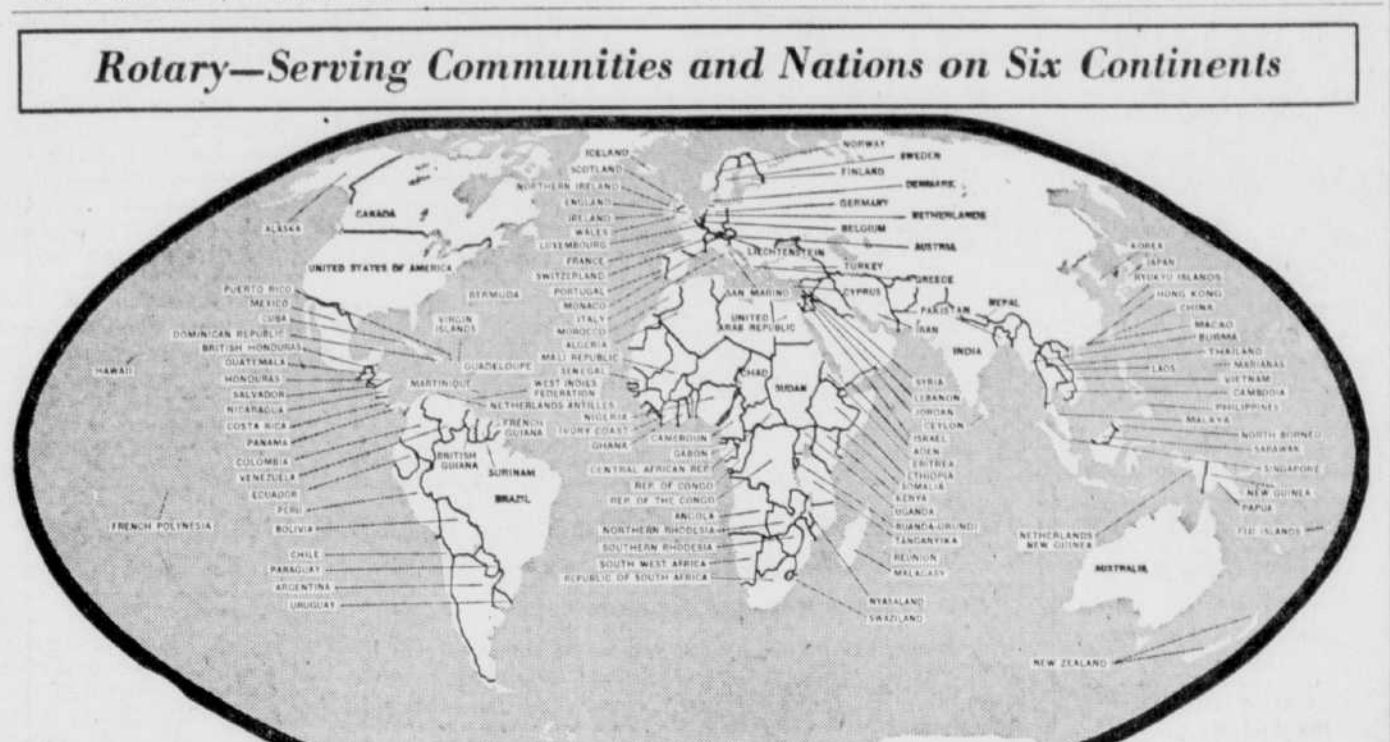 Rotary—Serving Communities and Nations on Six Continents
ICELAND
SCOTLAND
NORTHERN IRELAND
ENGLAND
IRELAND
WALES
LUXEMBOURG
FRANCE
SWITZERLAND
PORTUGAL
MONACO
ITALY
MOROCCO
ALGERIA
MALI REPUBLIC
SENEGAL
NORWAY
SWEDEN
FINLAND
DENMARK
GERMANY
NETHERLANDS
BELGIUM
AUSTRIA
LIECHTENSTEIN
TURKEY
GREECE
SAN MARINO
CYPRUS
UNITED
ARAB REPUBLIC
PAKISTAN
NEPAL
IRAN
INDIA
ALASKA
CANADA
UNITED STATES OF AMERICA
BERMUDA
VIRGIN
ISLANDS
GUADELOUPE
MARTINIQUE
WEST INDIES
FEDERATION
NETHERLANDS ANTILLES
FRENCH
GUIANA
BRITISH
GUIANA
SURINAM
BRAZIL
PUERTO RICO
MEXICO
CUBA
DOMINICAN REPUBLIC
BRITISH HONDURAS
GUATEMALA
HONDURAS
SALVADOR
NICARAGUA
COSTA RICA
PANAMA
COLOMBIA
VENEZUELA
ECUADOR
PERU
BOLIVIA
CHILE
PARAGUAY
ARGENTINA
URUGUAY
HAWAII
FRENCH POLYNESIA
CHAD
SUDAN
NIGERIA
IVORY COAST
GHANA
CAMEROUN
GABON
CENTRAL AFRICAN REP.
REP. OF CONGO
REP. OF THE CONGO
ANGOLA
NORTHERN RHODESIA
SOUTHERN RHODESIA
SOUTH WEST AFRICA
REPUBLIC OF SOUTH AFRICA
SYRIA
LEBANON
JORDAN
CEYLON
ISRAEL
ADEN
ERITREA
ETHIOPIA
SOMALIA
KENYA
UGANDA
RUANDA-URUNDI
TANGANYIKA
REUNION
MALAGASY
NYASALAND
SWAZILAND
KOREA
JAPAN
RYUKYU ISLANDS
HONG KONG
CHINA
MACAO
BURMA
THAILAND
MARIANAS
LAOS
VIETNAM
CAMBODIA
PHILIPPINES
MALAYA
NORTH BORNEO
SARAWAK
SINGAPORE
NEW GUINEA
PAPUA
FIJI ISLANDS
NETHERLANDS
NEW GUINEA
AUSTRALIA
NEW ZEALAND